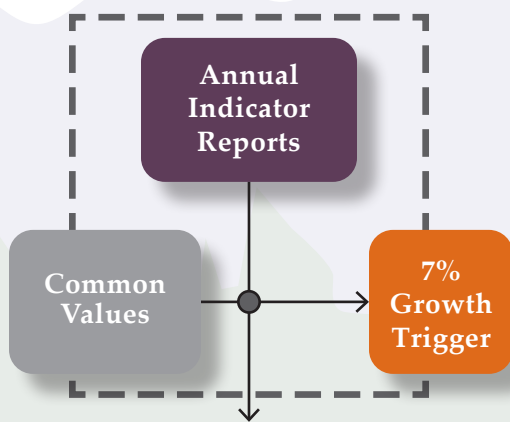 Annual
Indicator
Reports
Common
Values
7%
Growth
Trigger